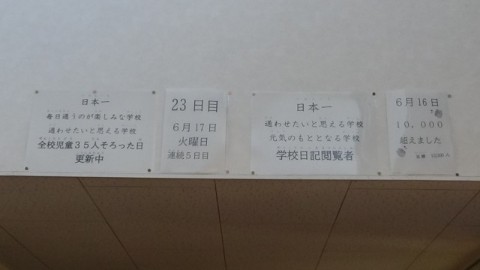 日本一
毎日通うのが楽しみな学校
通わせたいと思える学校
全校児童35人そろった日
更新中
23日目
6月17日
火曜日
連続5日目
日本一
通わせたいと思える学校
元気のもととなる学校
学校日記閲覧者
6月16日
10,000
超えました